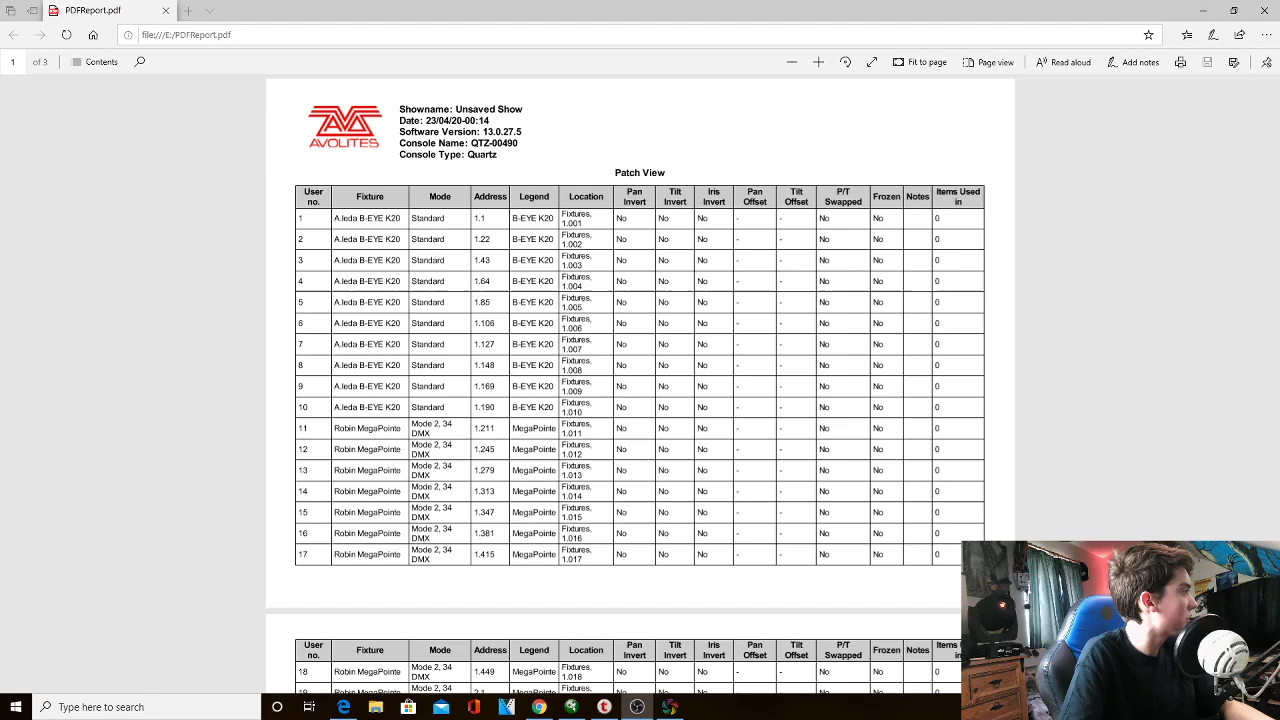 PDFReport.pdf
file:///E:/PDFReport.pdf
1 of 3 Contents Fit to page Page view Read aloud Add notes
AVOLITES
Showname: Unsaved Show
Date: 23/04/20-00:14
Software Version: 13.0.27.5
Console Name: QTZ-00490
Console Type: Quartz
Patch View
User no. Fixture Mode Address Legend Location Pan Invert Tilt Invert Iris Invert Pan Offset Tilt Offset P/T Swapped Frozen Notes Items Used in
1 A.leda B-EYE K20 Standard 1.1 B-EYE K20 Fixtures, 1.001 No No No - - No No 0
2 A.leda B-EYE K20 Standard 1.22 B-EYE K20 Fixtures, 1.002 No No No - - No No 0
3 A.leda B-EYE K20 Standard 1.43 B-EYE K20 Fixtures, 1.003 No No No - - No No 0
4 A.leda B-EYE K20 Standard 1.64 B-EYE K20 Fixtures, 1.004 No No No - - No No 0
5 A.leda B-EYE K20 Standard 1.85 B-EYE K20 Fixtures, 1.005 No No No - - No No 0
6 A.leda B-EYE K20 Standard 1.106 B-EYE K20 Fixtures, 1.006 No No No - - No No 0
7 A.leda B-EYE K20 Standard 1.127 B-EYE K20 Fixtures, 1.007 No No No - - No No 0
8 A.leda B-EYE K20 Standard 1.148 B-EYE K20 Fixtures, 1.008 No No No - - No No 0
9 A.leda B-EYE K20 Standard 1.169 B-EYE K20 Fixtures, 1.009 No No No - - No No 0
10 A.leda B-EYE K20 Standard 1.190 B-EYE K20 Fixtures, 1.010 No No No - - No No 0
11 Robin MegaPointe Mode 2, 34 DMX 1.211 MegaPointe Fixtures, 1.011 No No No - - No No 0
12 Robin MegaPointe Mode 2, 34 DMX 1.245 MegaPointe Fixtures, 1.012 No No No - - No No 0
13 Robin MegaPointe Mode 2, 34 DMX 1.279 MegaPointe Fixtures, 1.013 No No No - - No No 0
14 Robin MegaPointe Mode 2, 34 DMX 1.313 MegaPointe Fixtures, 1.014 No No No - - No No 0
15 Robin MegaPointe Mode 2, 34 DMX 1.347 MegaPointe Fixtures, 1.015 No No No - - No No 0
16 Robin MegaPointe Mode 2, 34 DMX 1.381 MegaPointe Fixtures, 1.016 No No No - - No No 0
17 Robin MegaPointe Mode 2, 34 DMX 1.415 MegaPointe Fixtures, 1.017 No No No - - No No 0
User no. Fixture Mode Address Legend Location Pan Invert Tilt Invert Iris Invert Pan Offset Tilt Offset P/T Swapped Frozen Notes Items in
18 Robin MegaPointe Mode 2, 34 DMX 1.449 MegaPointe Fixtures, 1.018 No No No - - No No
Mode 2, 34 Fixtures,
Type here to search